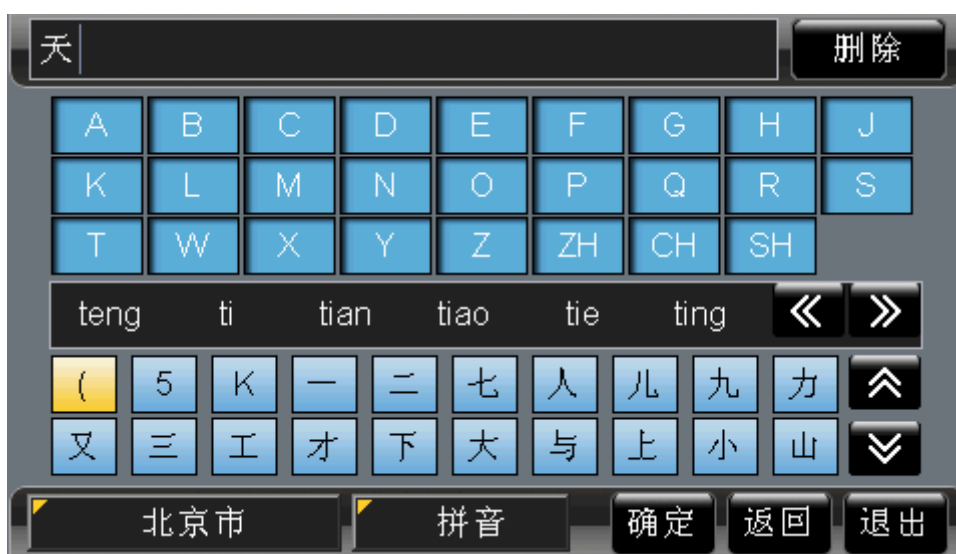 天 删除
A B C D E F G H J
K L M N O P Q R S
T W X Y Z ZH CH SH
teng ti tian tiao tie ting
( 5 K 一 二 七 人 儿 九 力
又 三 工 才 下 大 与 上 小 山
北京市 拼音 确定 返回 退出